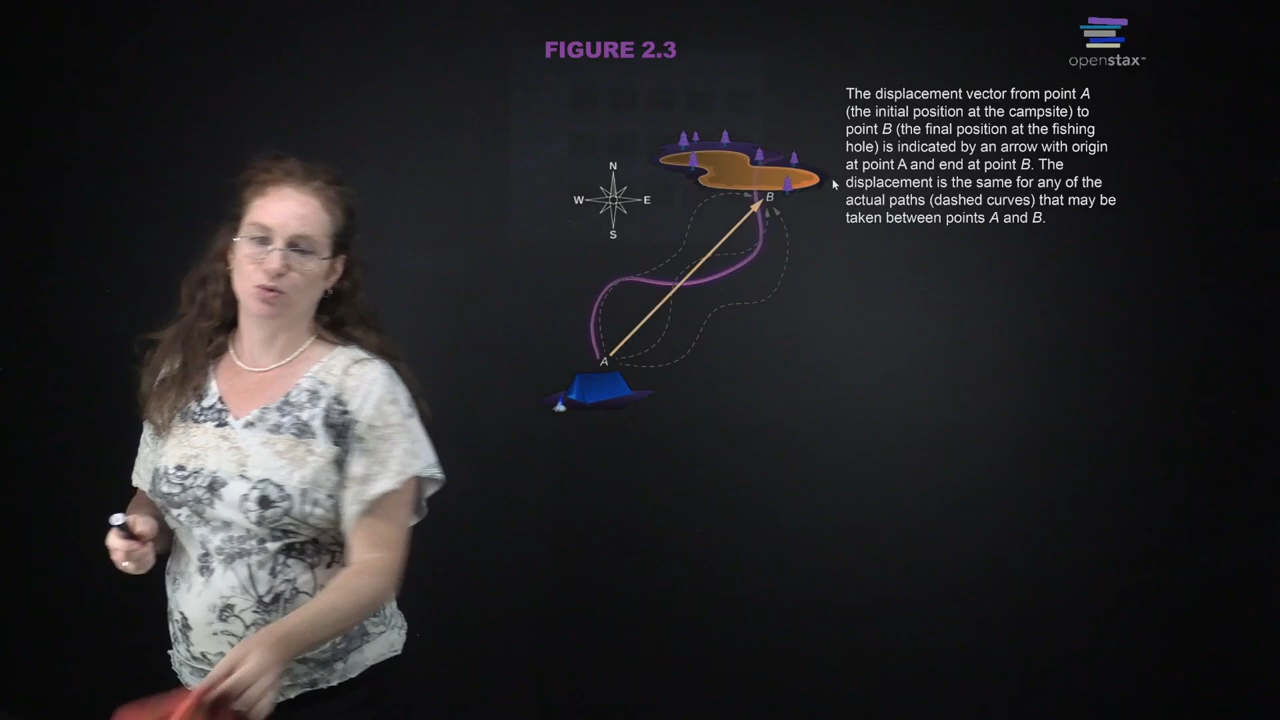 FIGURE 2.3
openstax™
The displacement vector from point A
(the initial position at the campsite) to
point B (the final position at the fishing
hole) is indicated by an arrow with origin
at point A and end at point B. The
displacement is the same for any of the
actual paths (dashed curves) that may be
taken between points A and B.
N
W E
S
B
A